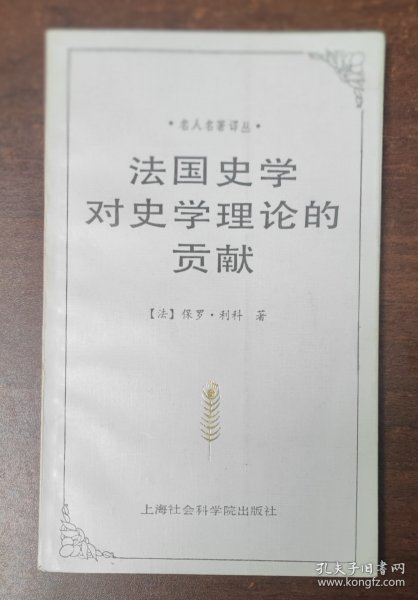 •名人名著译丛•
法国史学
对史学理论的
贡献
【法】保罗·利科 著
上海社会科学院出版社
孔夫子旧书网
www.kongfz.com